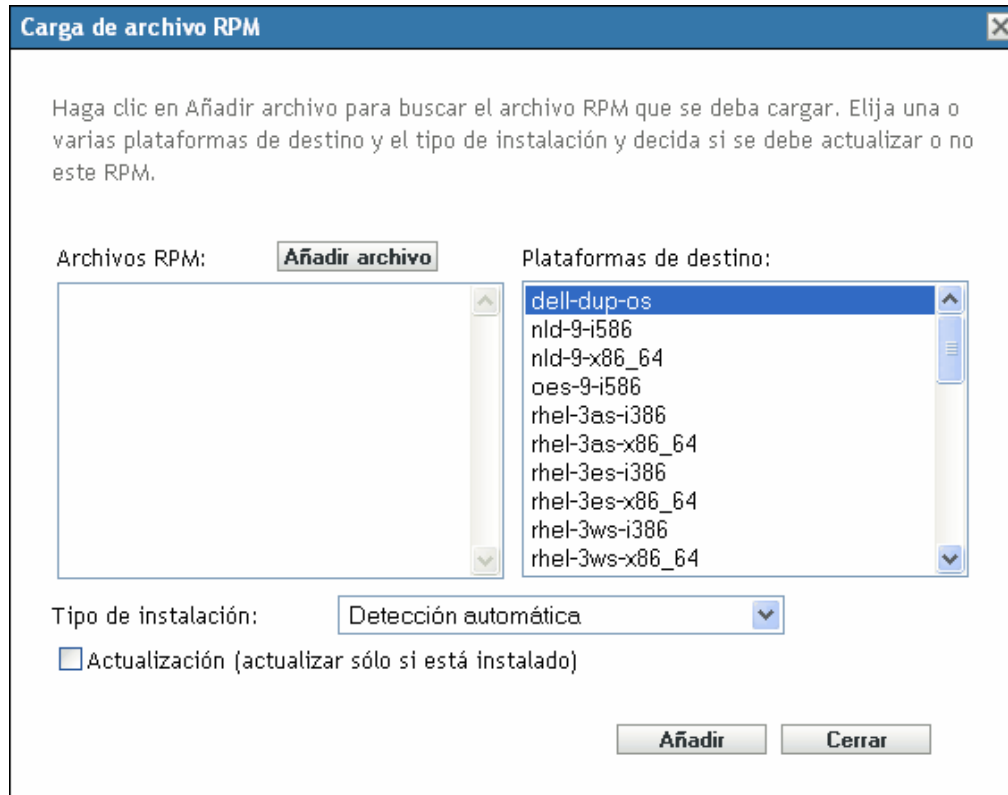 Carga de archivo RPM
Haga clic en Añadir archivo para buscar el archivo RPM que se deba cargar. Elija una o
varias plataformas de destino y el tipo de instalación y decida si se debe actualizar o no
este RPM.
Archivos RPM:
Añadir archivo
Plataformas de destino:
dell-dup-os
nld-9-i586
nld-9-x86_64
oes-9-i586
rhel-3as-i386
rhel-3as-x86_64
rhel-3es-i386
rhel-3es-x86_64
rhel-3ws-i386
rhel-3ws-x86_64
Tipo de instalación:
Detección automática
Actualización (actualizar sólo si está instalado)
Añadir
Cerrar